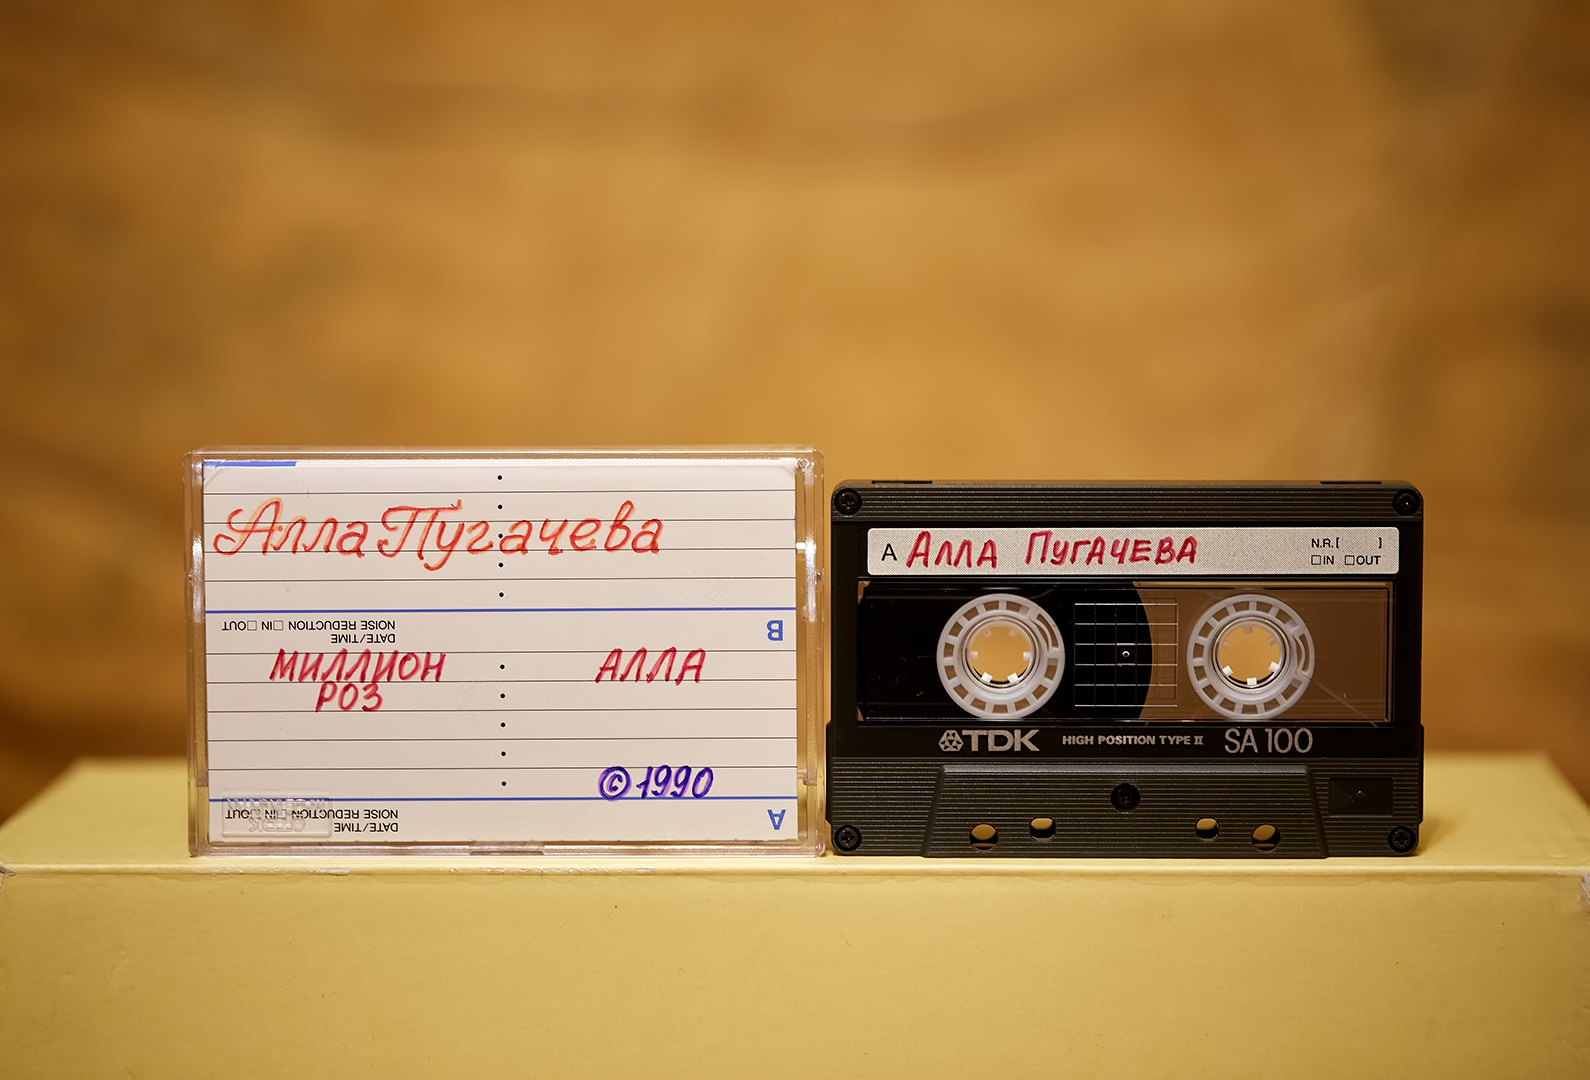 Алла Пугачева
B
DATE/TIME
NOISE REDUCTION □IN □OUT
МИЛЛИОН РОЗ
АЛЛА
© 1990
A
DATE/TIME
NOISE REDUCTION □IN □OUT
A АЛЛА ПУГАЧЕВА
N.R.[ ]
□IN □OUT
TDK HIGH POSITION TYPE II SA 100